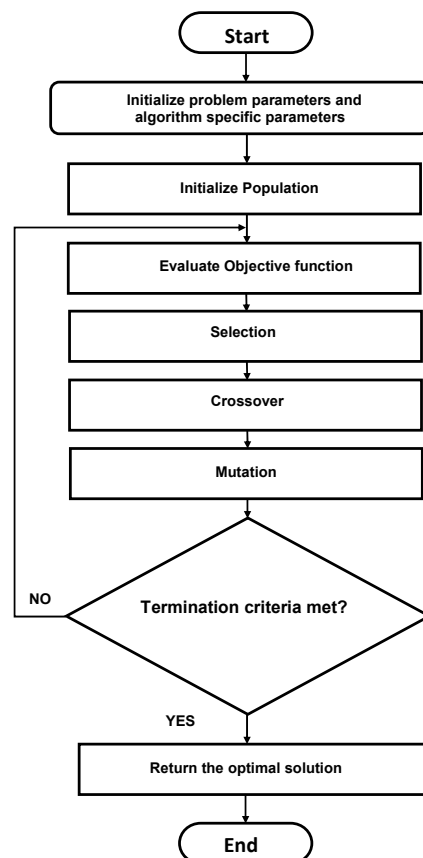 Start
Initialize problem parameters and
algorithm specific parameters
Initialize Population
Evaluate Objective function
Selection
Crossover
Mutation
Termination criteria met?
NO
YES
Return the optimal solution
End